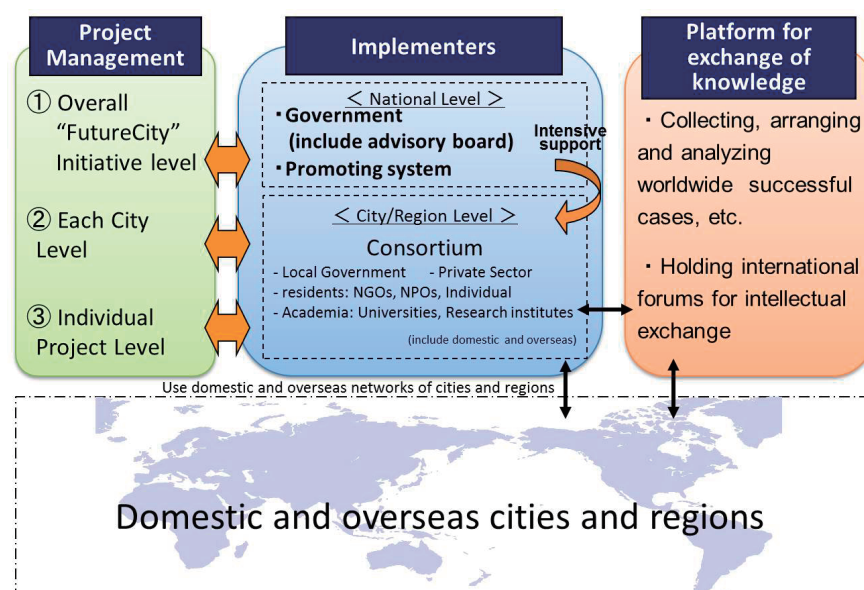 Project
Management
① Overall
"FutureCity"
Initiative level
② Each City
Level
③ Individual
Project Level
Implementers
＜ National Level ＞
・Government
(include advisory board)
・Promoting system
Intensive
support
＜ City/Region Level ＞
Consortium
- Local Government - Private Sector
- residents: NGOs, NPOs, Individual
- Academia: Universities, Research institutes
(include domestic and overseas)
Platform for
exchange of
knowledge
・Collecting, arranging
and analyzing
worldwide successful
cases, etc.
・Holding international
forums for intellectual
exchange
Use domestic and overseas networks of cities and regions
Domestic and overseas cities and regions